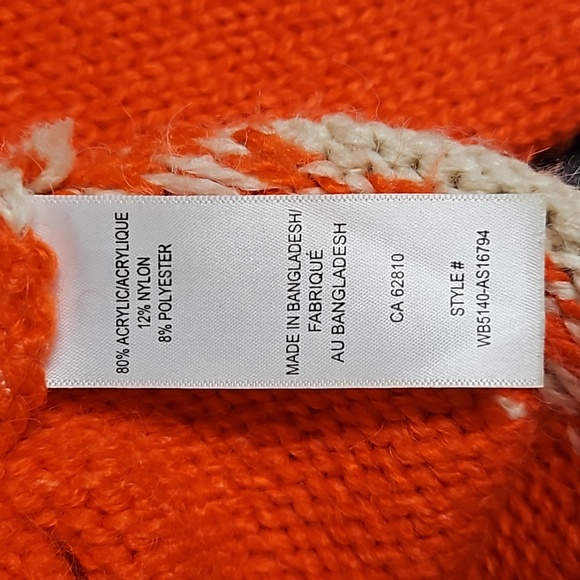 80% ACRYLIC/ACRYLIQUE
12% NYLON
8% POLYESTER
MADE IN BANGLADESH/
FABRIQUÉ
AU BANGLADESH
CA 62810
STYLE #
WB5140-AS16794